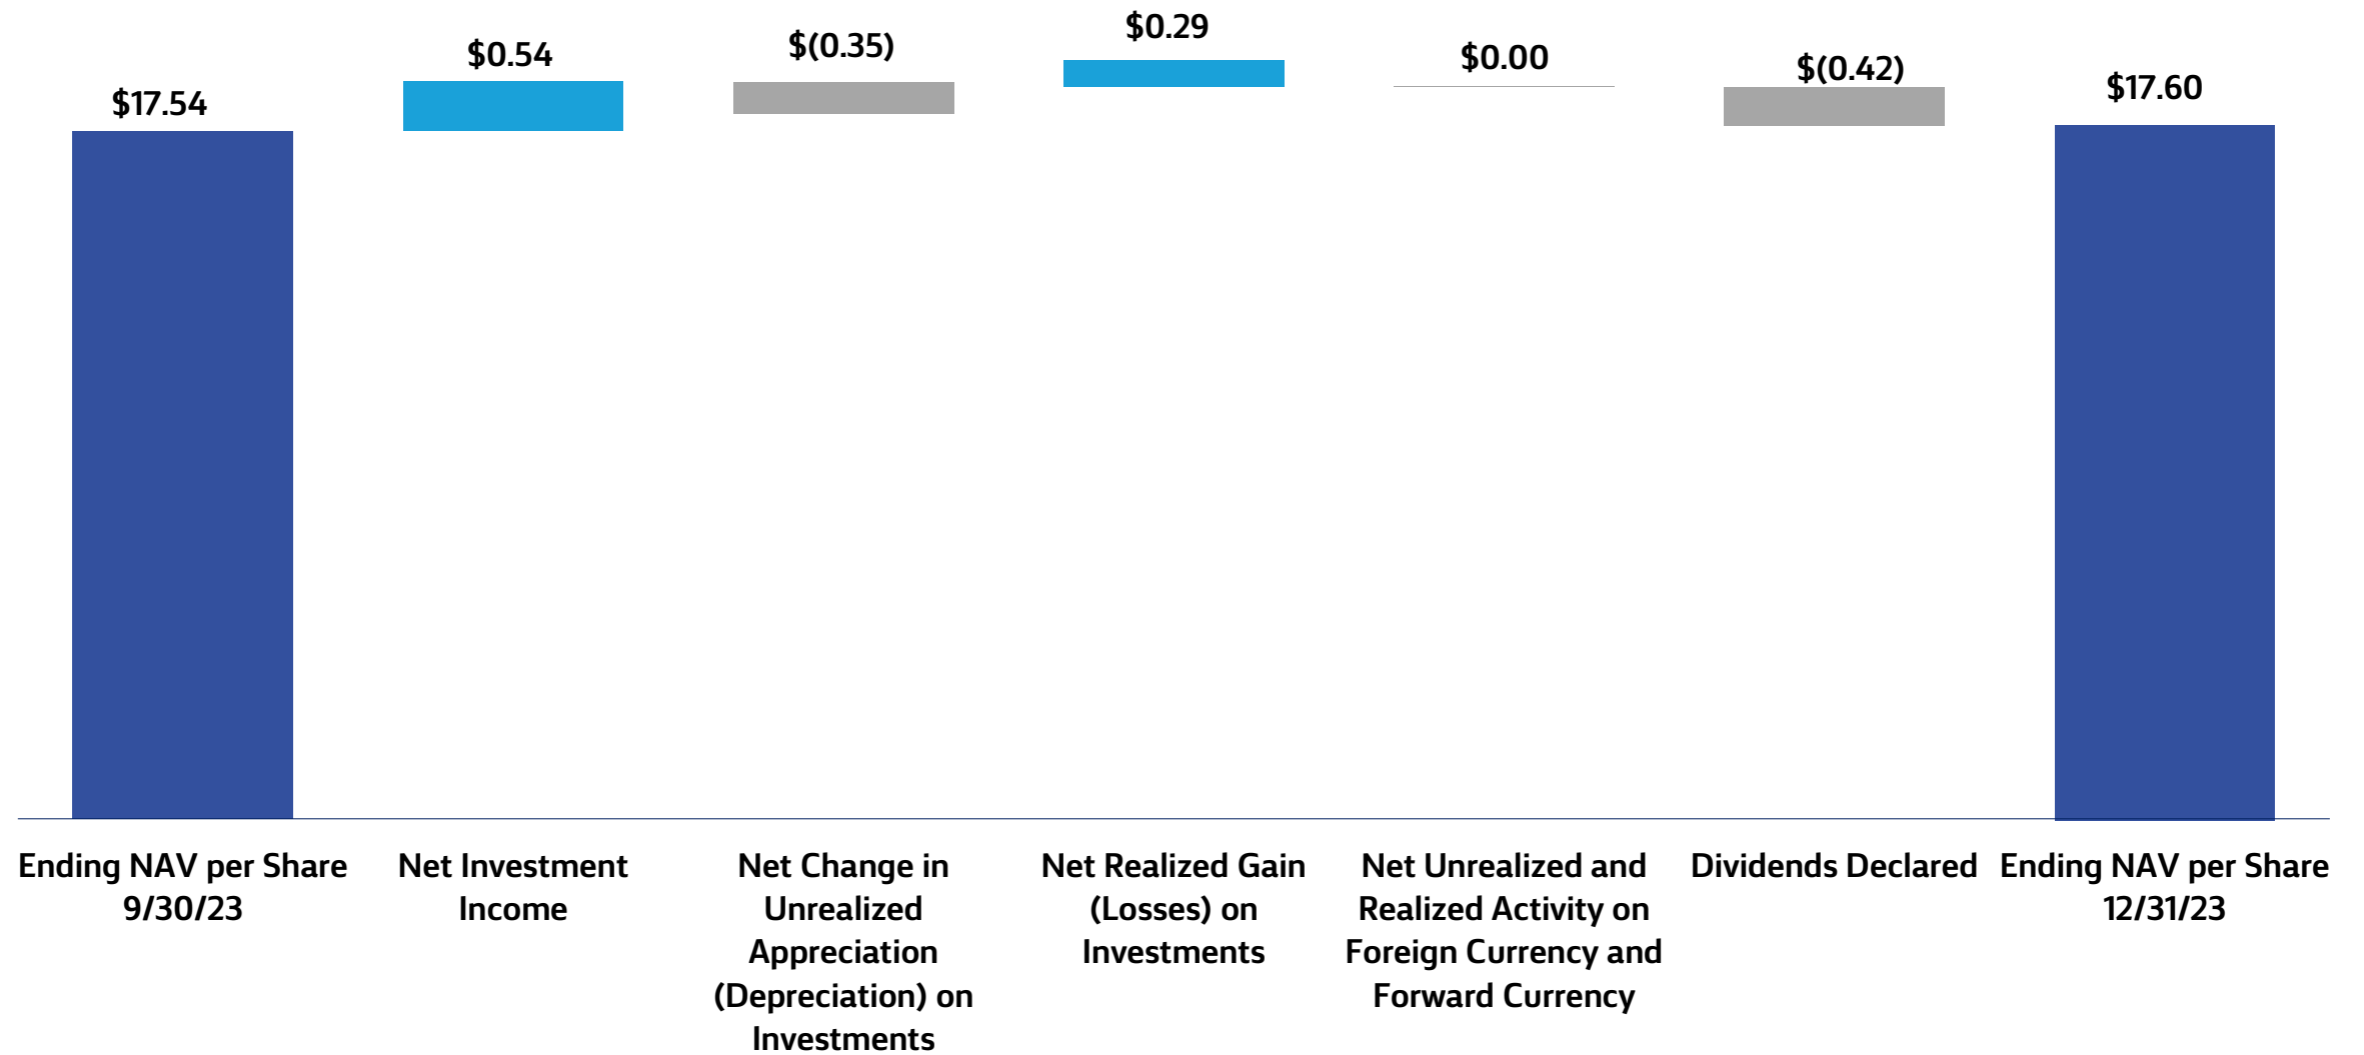 $17.54
$0.54
$(0.35)
$0.29
$0.00
$(0.42)
$17.60
Ending NAV per Share
9/30/23
Net Investment
Income
Net Change in
Unrealized
Appreciation
(Depreciation) on
Investments
Net Realized Gain
(Losses) on
Investments
Net Unrealized and
Realized Activity on
Foreign Currency and
Forward Currency
Dividends Declared
Ending NAV per Share
12/31/23